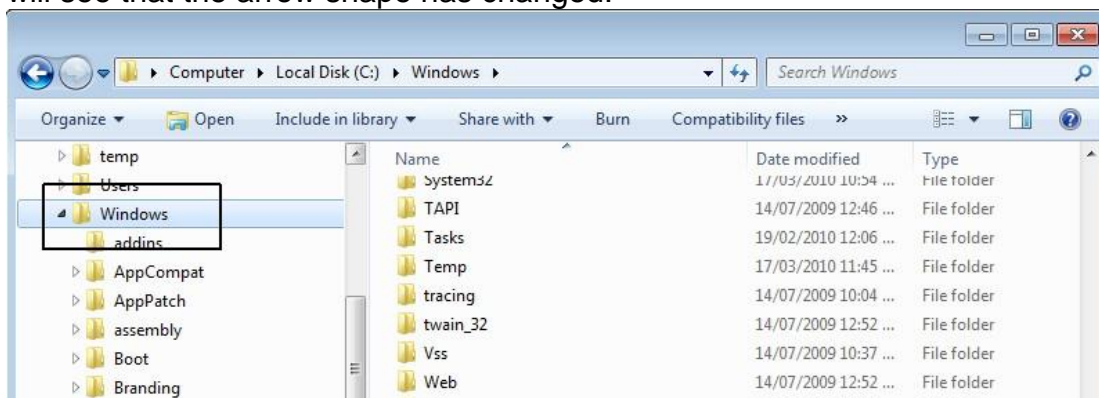 will see that the arrow shape has changed.
Computer Local Disk (C:) Windows
Search Windows
Organize Open Include in library Share with Burn Compatibility files »
temp
Users
Windows
addins
AppCompat
AppPatch
assembly
Boot
Branding
Name Date modified Type
System32 17/03/2010 10:54 ... File folder
TAPI 14/07/2009 12:46 ... File folder
Tasks 19/02/2010 12:06 ... File folder
Temp 17/03/2010 11:45 ... File folder
tracing 14/07/2009 10:04 ... File folder
twain_32 14/07/2009 12:52 ... File folder
Vss 14/07/2009 10:37 ... File folder
Web 14/07/2009 12:52 ... File folder